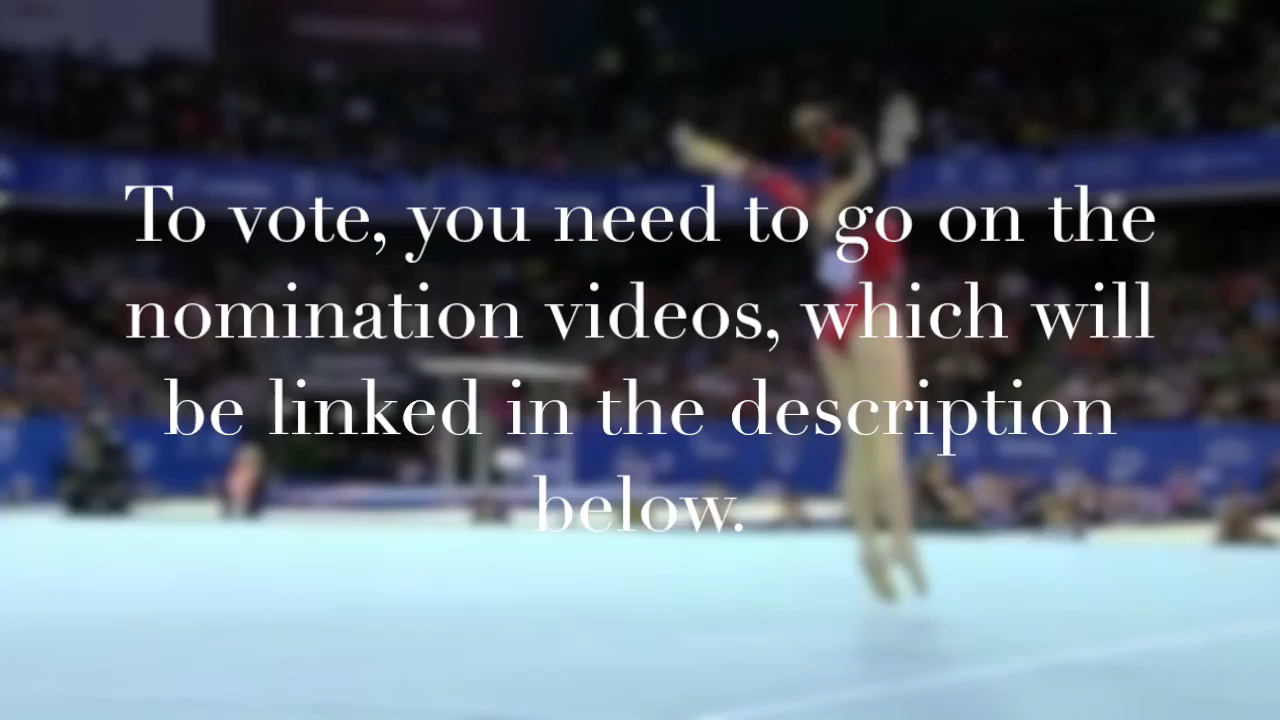 To vote, you need to go on the
nomination videos, which will
be linked in the description
below.